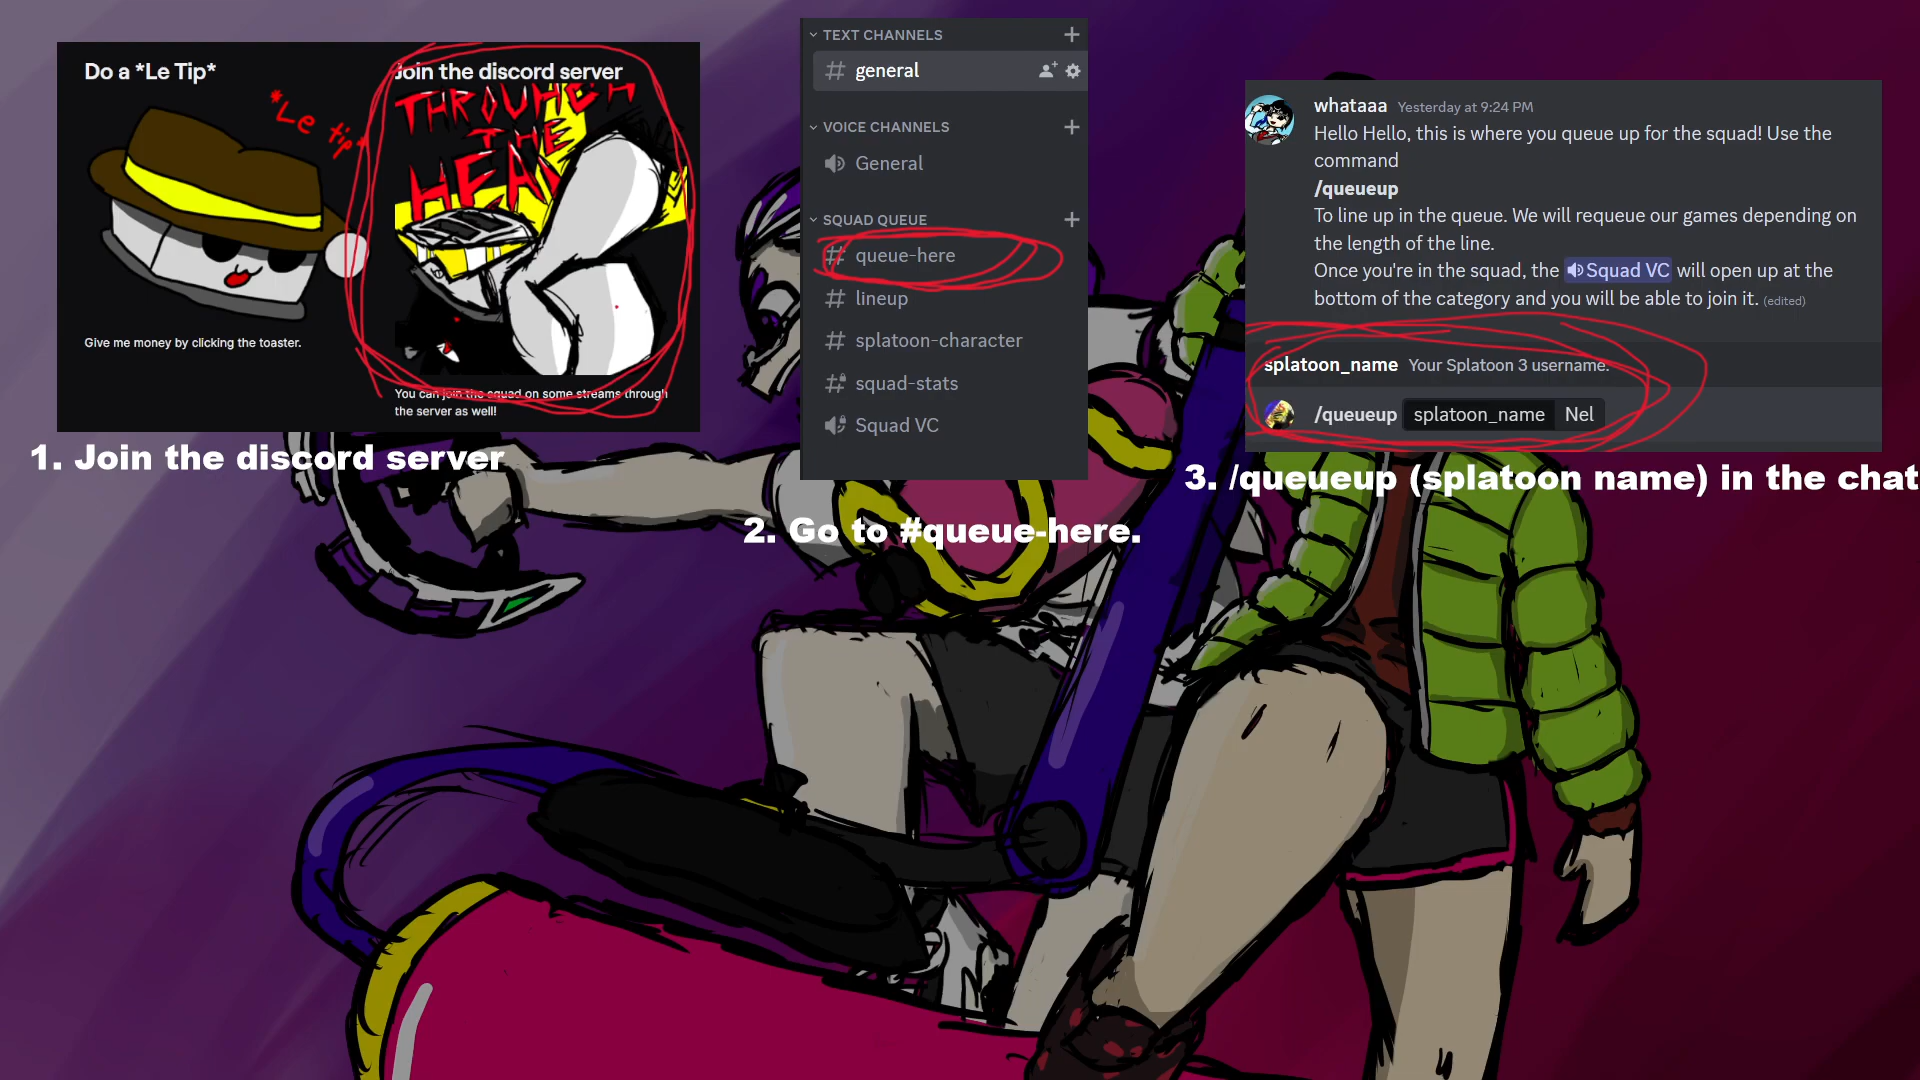 Do a *Le Tip*
*Le tip*
Give me money by clicking the toaster.
Join the discord server
THROUGH
THE
HEAV
You can join the squad on some streams through
the server as well!
1. Join the discord server
TEXT CHANNELS
general
VOICE CHANNELS
General
SQUAD QUEUE
queue-here
lineup
splatoon-character
squad-stats
Squad VC
2. Go to #queue-here.
whataaa Yesterday at 9:24 PM
Hello Hello, this is where you queue up for the squad! Use the
command
/queueup
To line up in the queue. We will requeue our games depending on
the length of the line.
Once you're in the squad, the Squad VC will open up at the
bottom of the category and you will be able to join it. (edited)
splatoon_name Your Splatoon 3 username.
/queueup splatoon_name Nel
3. /queueup (splatoon name) in the chat